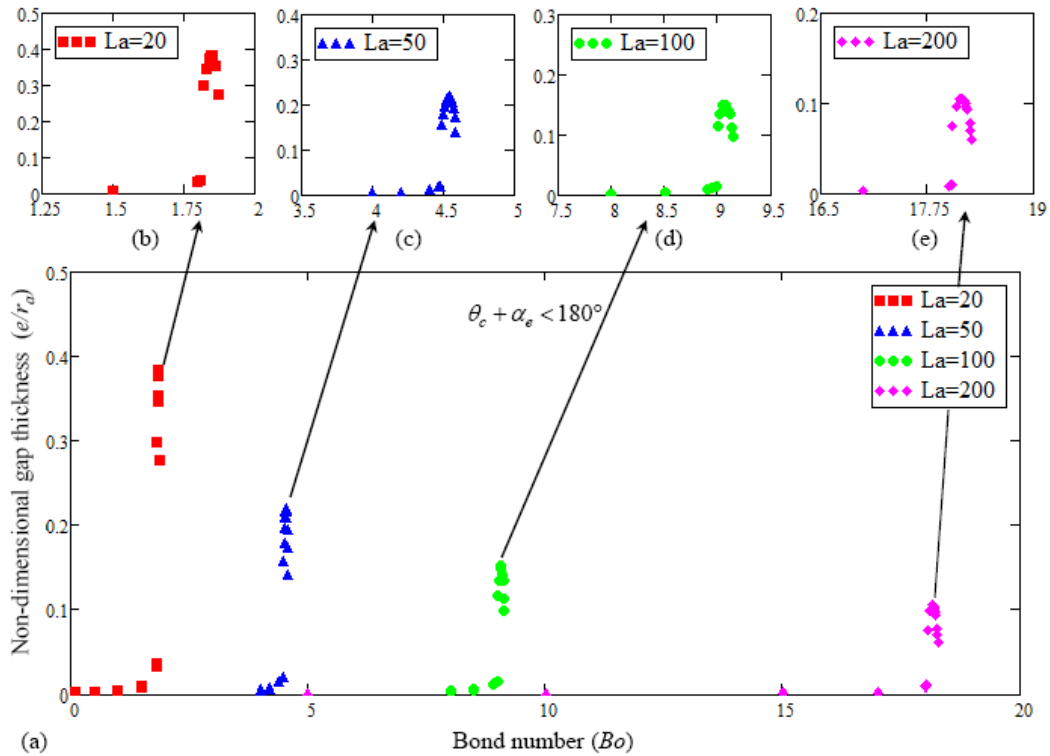 0.5
0.4
0.3
0.2
0.1
0
1.25 1.5 1.75 2
La=20
(b)
0.4
0.3
0.2
0.1
0
3.5 4 4.5 5
La=50
(c)
0.3
0.2
0.1
0
7.5 8 8.5 9 9.5
La=100
(d)
0.2
0.1
0
16.5 17.75 19
La=200
(e)
0.5
0.4
0.3
0.2
0.1
0
0 5 10 15 20
Non-dimensional gap thickness (e/rₐ)
θ_c + α_e < 180°
La=20
La=50
La=100
La=200
(a)
Bond number (Bo)